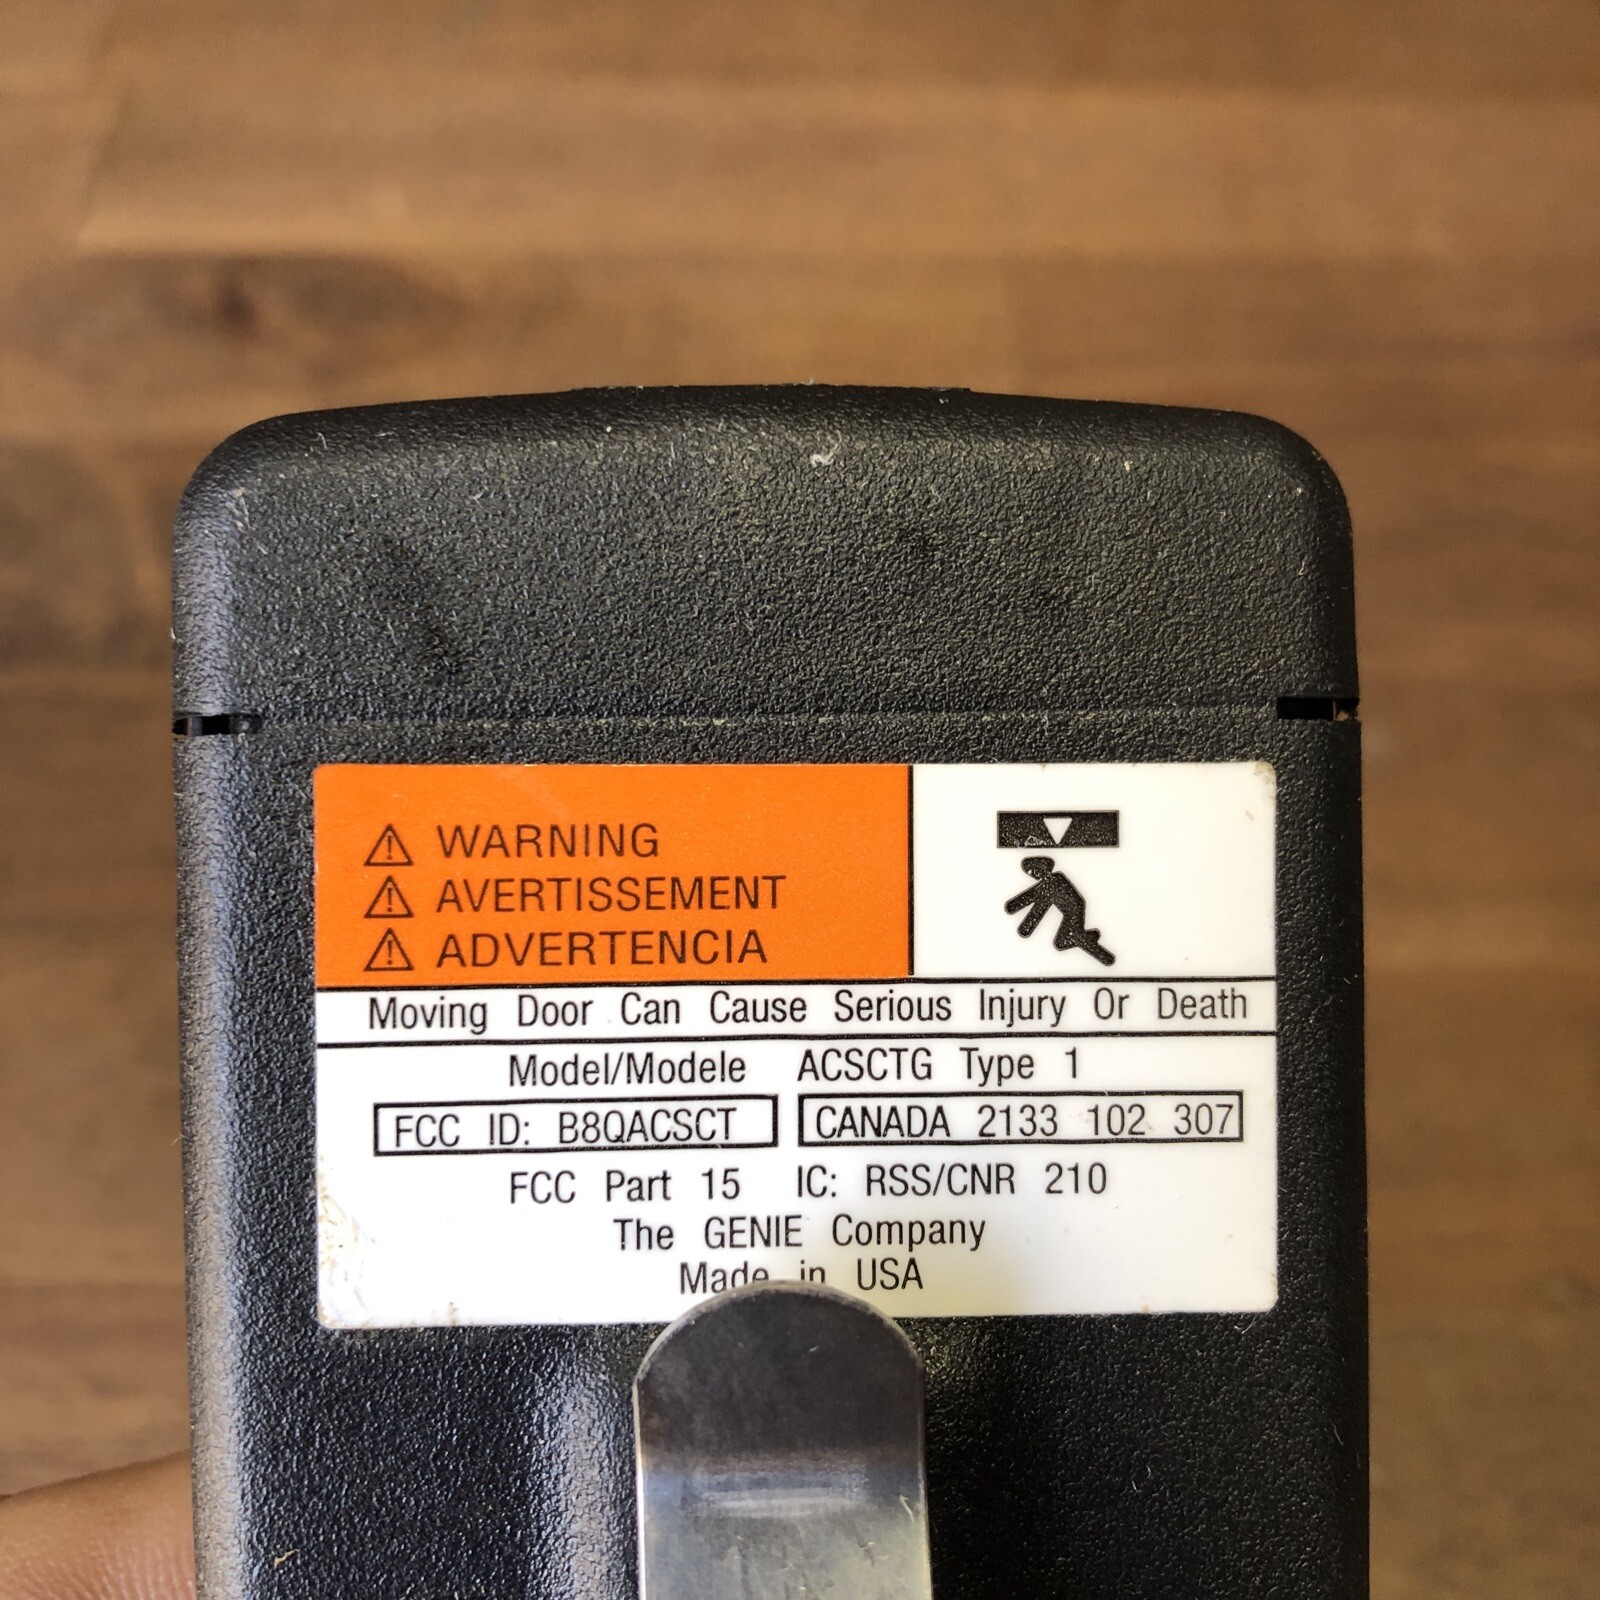 ⚠ WARNING
⚠ AVERTISSEMENT
⚠ ADVERTENCIA
Moving Door Can Cause Serious Injury Or Death
Model/Modele ACSCTG Type 1
FCC ID: B8QACSCT CANADA 2133 102 307
FCC Part 15 IC: RSS/CNR 210
The GENIE Company
Made in USA